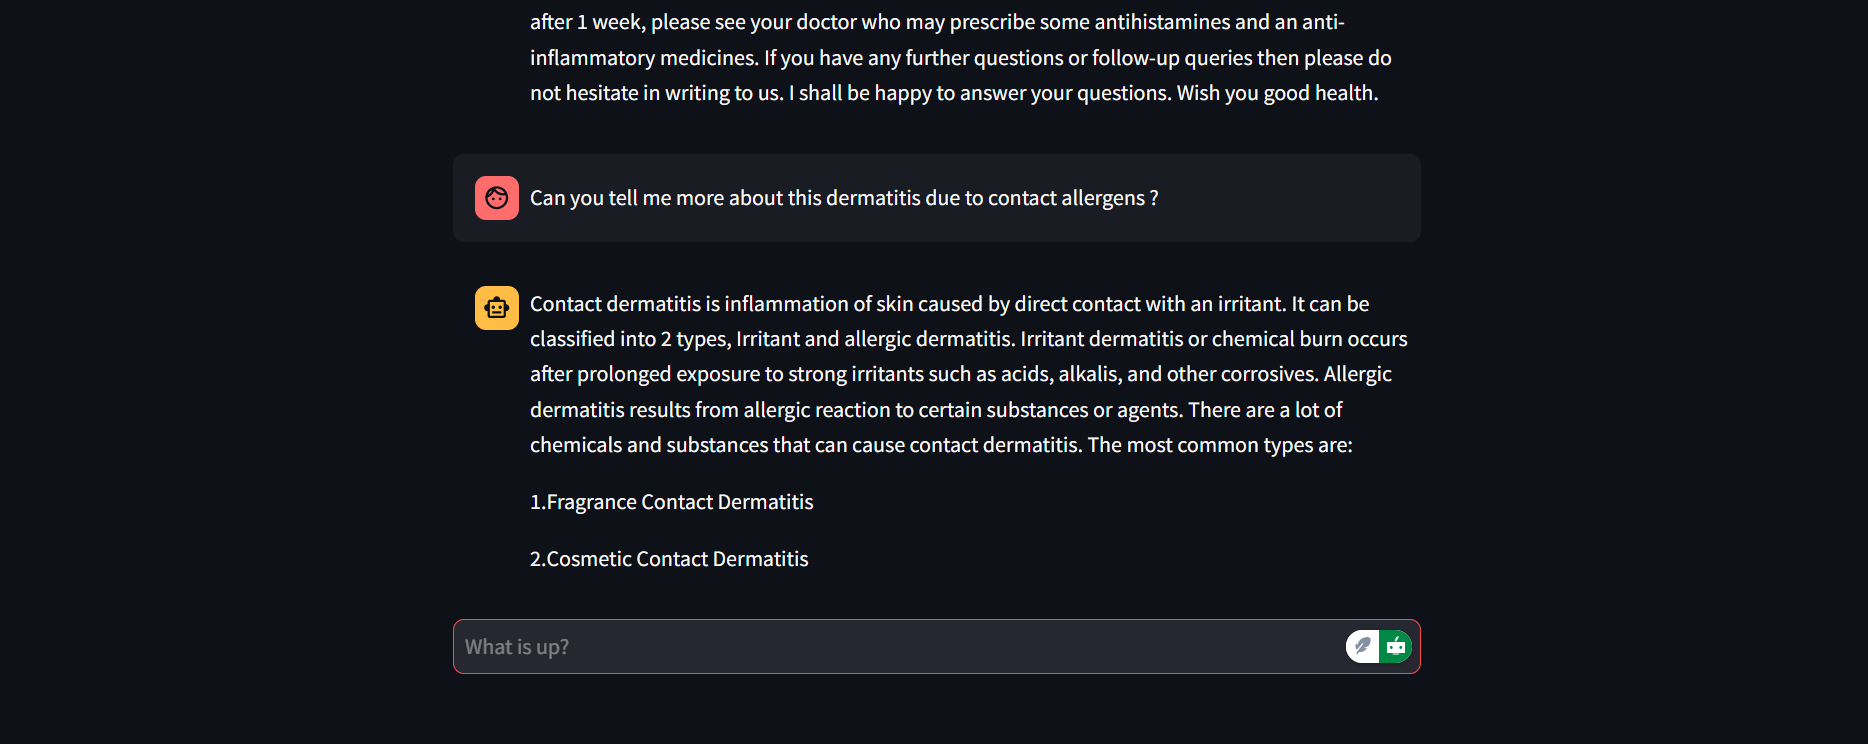 after 1 week, please see your doctor who may prescribe some antihistamines and an anti-
inflammatory medicines. If you have any further questions or follow-up queries then please do
not hesitate in writing to us. I shall be happy to answer your questions. Wish you good health.
Can you tell me more about this dermatitis due to contact allergens ?
Contact dermatitis is inflammation of skin caused by direct contact with an irritant. It can be
classified into 2 types, Irritant and allergic dermatitis. Irritant dermatitis or chemical burn occurs
after prolonged exposure to strong irritants such as acids, alkalis, and other corrosives. Allergic
dermatitis results from allergic reaction to certain substances or agents. There are a lot of
chemicals and substances that can cause contact dermatitis. The most common types are:
1.Fragrance Contact Dermatitis
2.Cosmetic Contact Dermatitis
What is up?